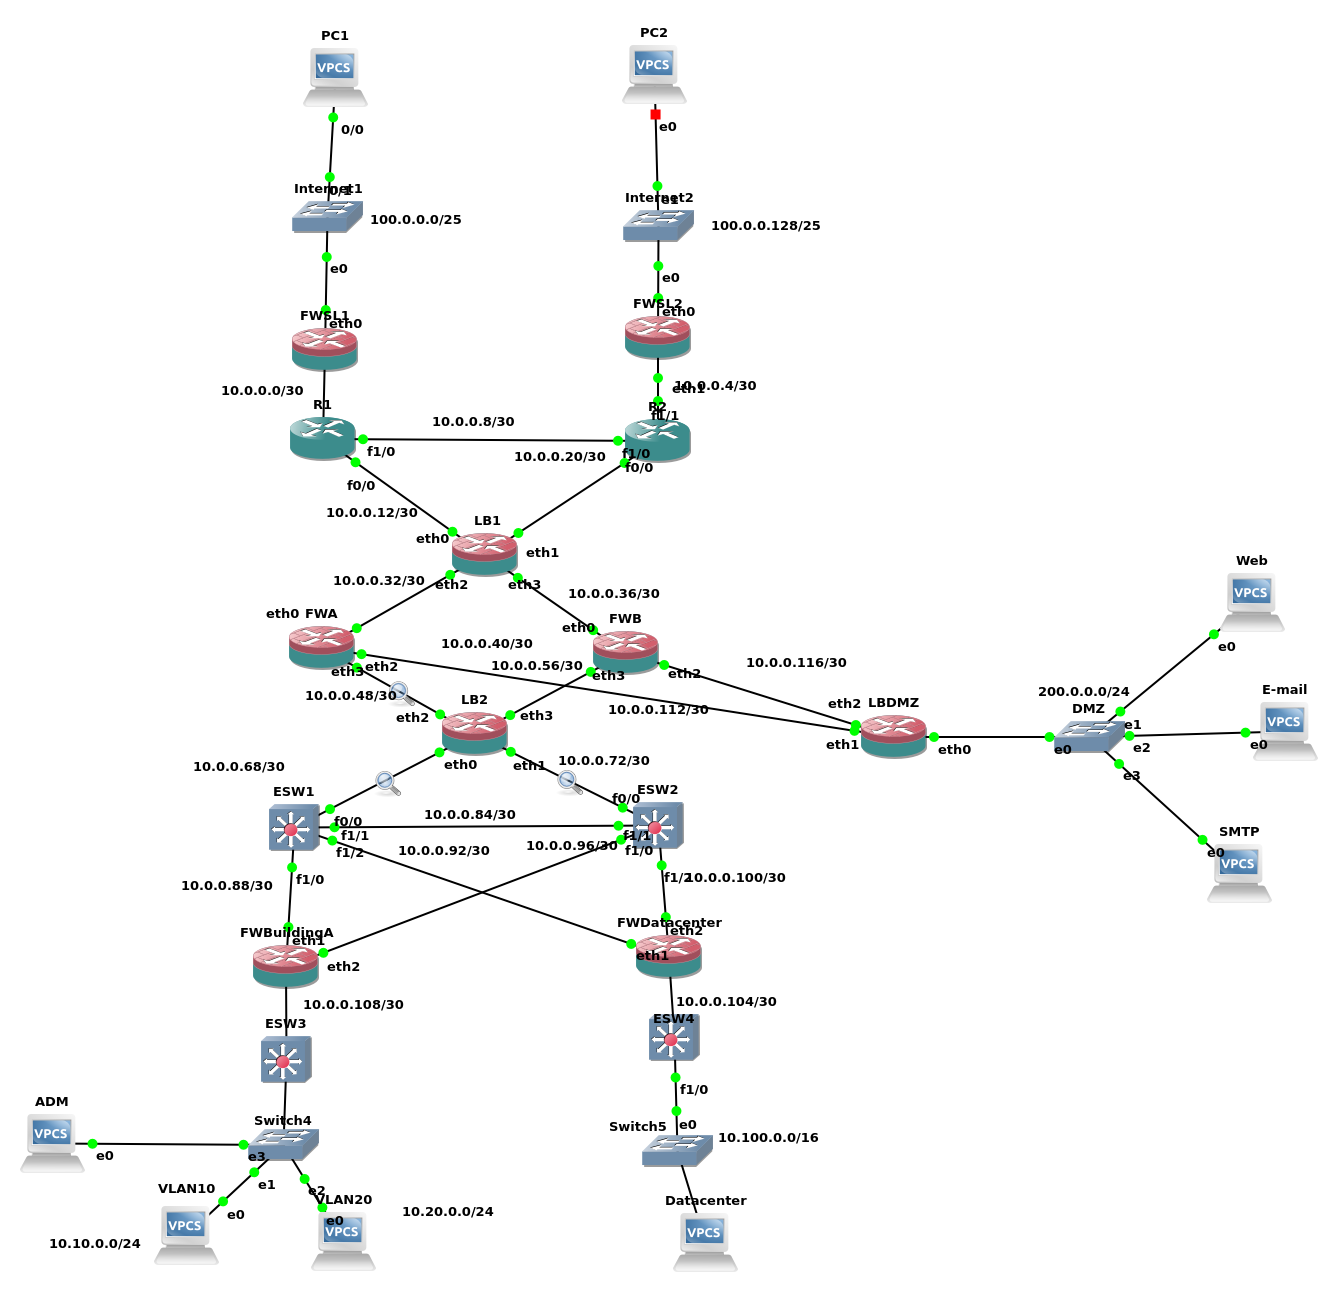 PC1
PC2
VPCS
VPCS
0/0
e0
0/1
Internet1
e1
Internet2
100.0.0.0/25
100.0.0.128/25
e0
e0
FWSL1
eth0
FWSL2
eth0
10.0.0.0/30
10.0.0.4/30
eth1
R1
R2
f1/1
10.0.0.8/30
f1/0
f1/0
10.0.0.20/30
f0/0
f0/0
10.0.0.12/30
LB1
eth0
eth1
10.0.0.32/30
eth2
eth3
10.0.0.36/30
eth0 FWA
eth0
FWB
10.0.0.40/30
eth2
eth3
10.0.0.56/30
eth3
eth2
10.0.0.116/30
10.0.0.48/30
LB2
eth2
eth3
10.0.0.112/30
eth2
LBDMZ
eth1
eth0
200.0.0.0/24
DMZ
e0
e1
e2
e3
Web
VPCS
e0
E-mail
VPCS
e0
SMTP
VPCS
e0
eth0
eth1
10.0.0.68/30
10.0.0.72/30
ESW1
ESW2
f0/0
f0/0
10.0.0.84/30
f1/1
f1/1
f1/2
10.0.0.92/30
10.0.0.96/30
f1/0
10.0.0.88/30
f1/0
f1/2
10.0.0.100/30
FWBuildingA
eth1
eth2
FWDatacenter
eth2
eth1
10.0.0.108/30
10.0.0.104/30
ESW3
ESW4
f1/0
ADM
VPCS
e0
Switch4
e3
e1
e2
Switch5
e0
10.100.0.0/16
VLAN10
VPCS
e0
VLAN20
VPCS
e0
10.20.0.0/24
Datacenter
VPCS
10.10.0.0/24